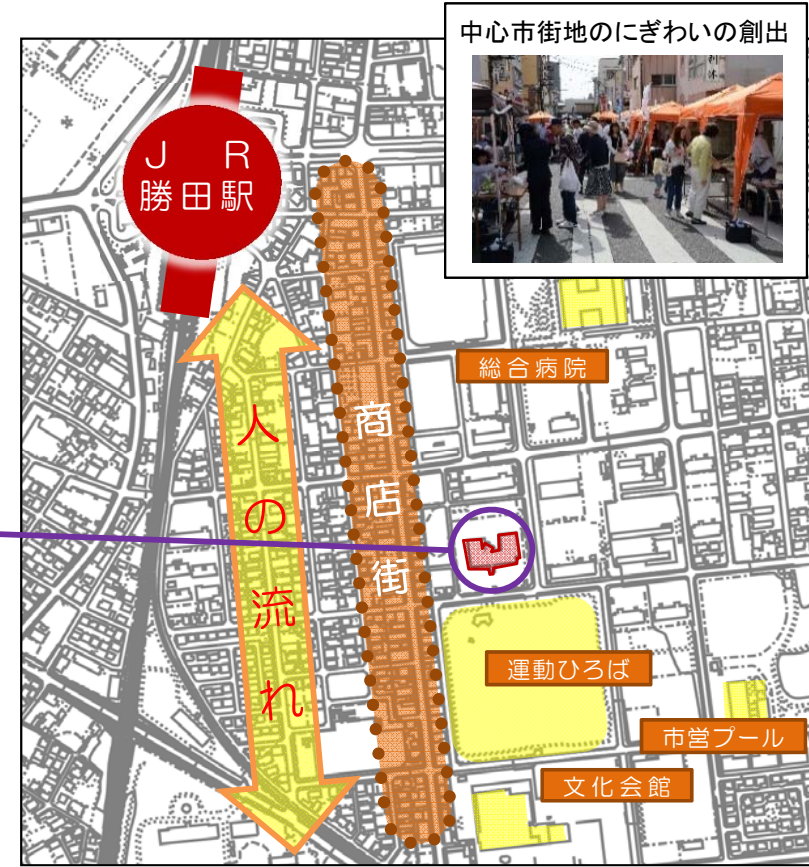 中心市街地のにぎわいの創出
JR
勝田駅
総合病院
人の流れ
商店街
運動ひろば
市営プール
文化会館